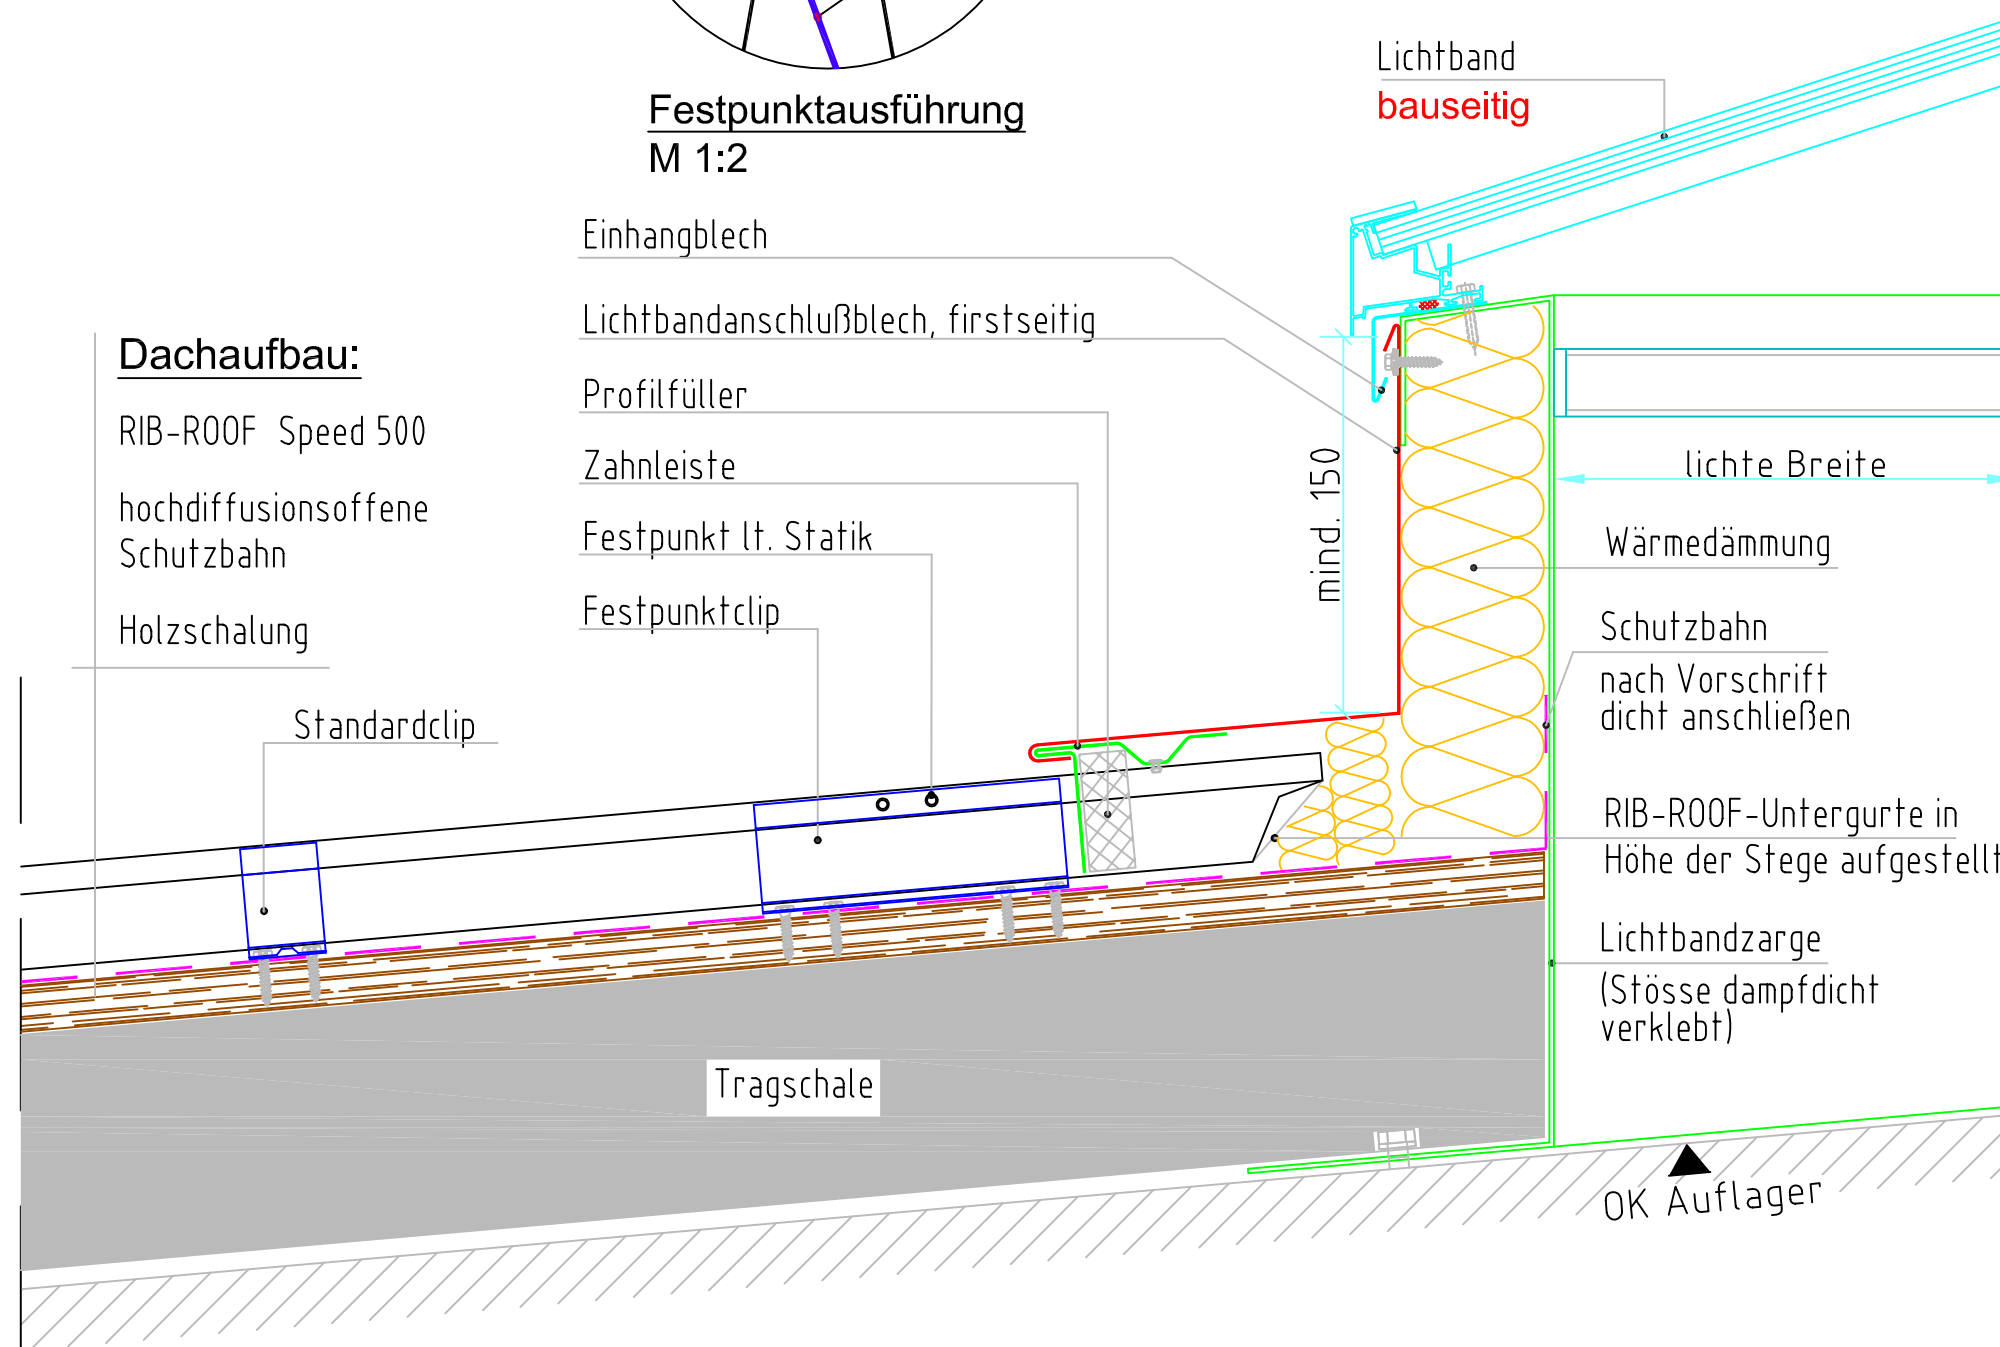 Festpunktausführung
M 1:2
Lichtband
bauseitig
Einhangblech
Lichtbandanschlußblech, firstseitig
Profilfüller
Zahnleiste
Festpunkt lt. Statik
Festpunktclip
Dachaufbau:
RIB-ROOF Speed 500
hochdiffusionsoffene
Schutzbahn
Holzschalung
Standardclip
mind. 150
lichte Breite
Wärmedämmung
Schutzbahn
nach Vorschrift
dicht anschließen
RIB-ROOF-Untergurte in
Höhe der Stege aufgestellt
Lichtbandzarge
(Stösse dampfdicht
verklebt)
Tragschale
OK Auflager